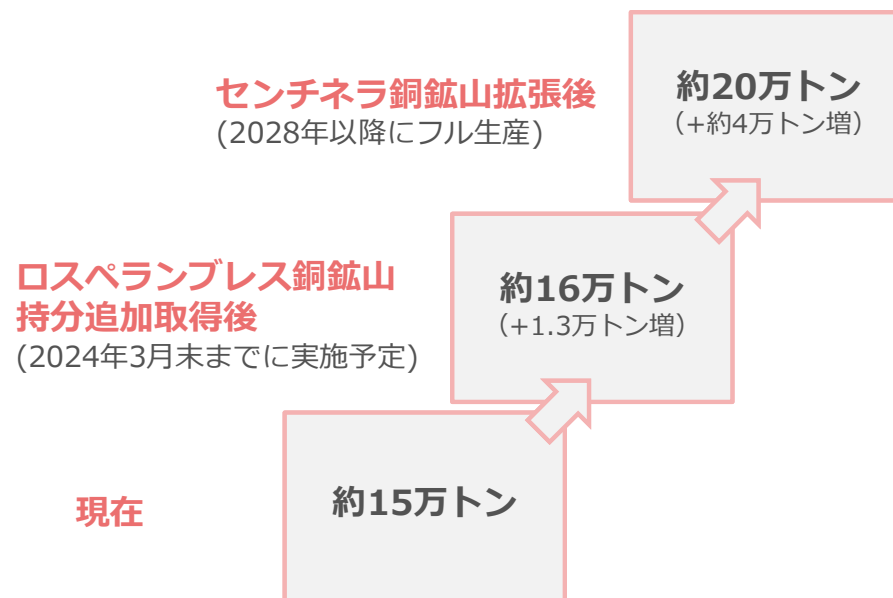 センチネラ銅鉱山拡張後
(2028年以降にフル生産)
約20万トン
(+約4万トン増)
ロスペランブレス銅鉱山
持分追加取得後
(2024年3月末までに実施予定)
約16万トン
(+1.3万トン増)
現在
約15万トン